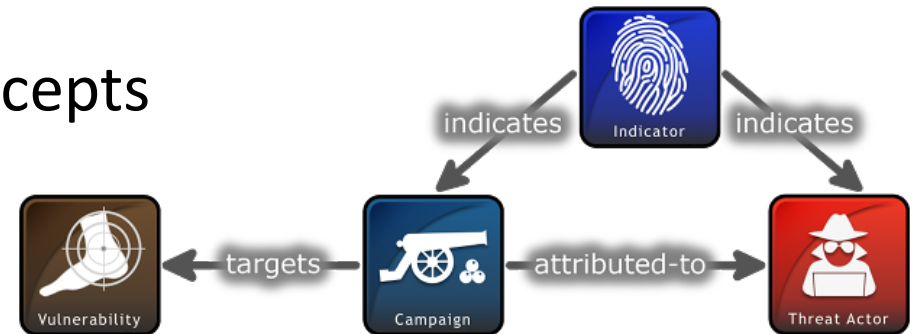 cepts
indicates
Indicator
indicates
targets
attributed-to
Vulnerability
Campaign
Threat Actor